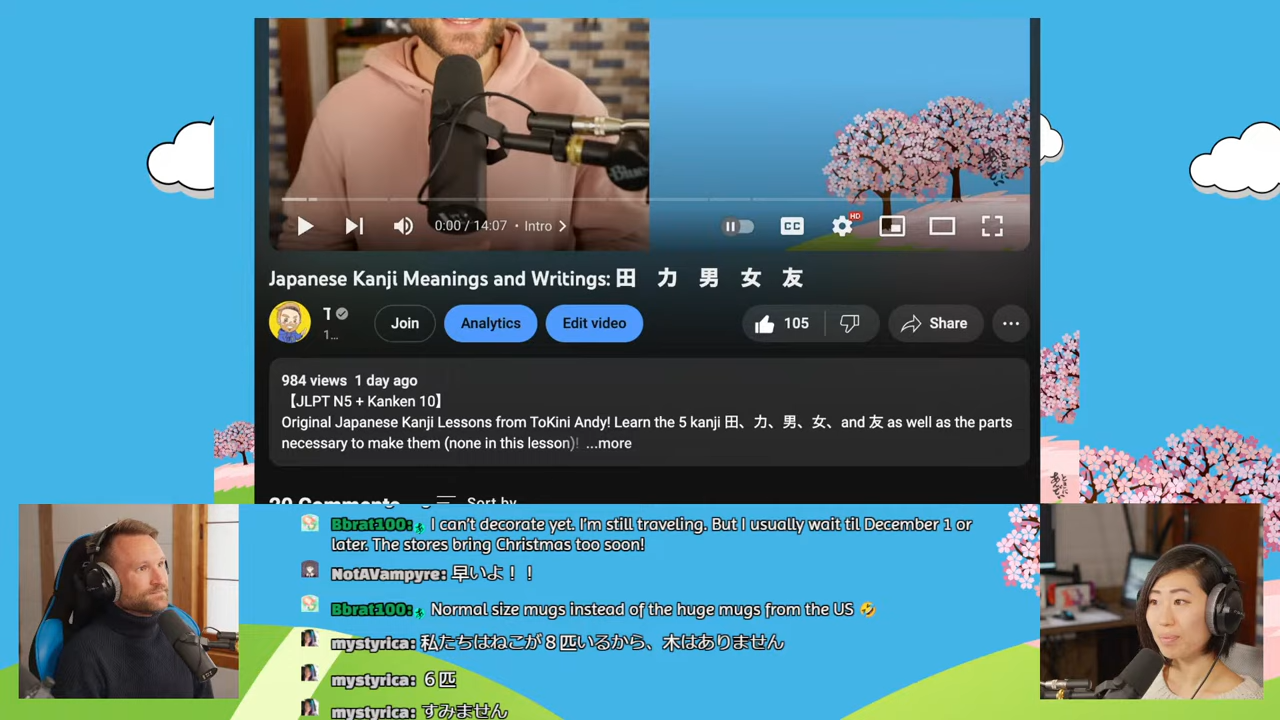 0:00 / 14:07 • Intro
CC
HD
Japanese Kanji Meanings and Writings: 田 力 男 女 友
T
1…
Join
Analytics
Edit video
105
Share
984 views 1 day ago
【JLPT N5 + Kanken 10】
Original Japanese Kanji Lessons from ToKini Andy! Learn the 5 kanji 田、力、男、女、and 友 as well as the parts
necessary to make them (none in this lesson)! ...more
Sort by
Bbrat100: I can't decorate yet. I'm still traveling. But I usually wait til December 1 or
later. The stores bring Christmas too soon!
NotAVampyre: 早いよ！！
Bbrat100: Normal size mugs instead of the huge mugs from the US 🤣
mystyrica: 私たちはねこが８匹いるから、木はありません
mystyrica: ６匹
mystyrica: すみません